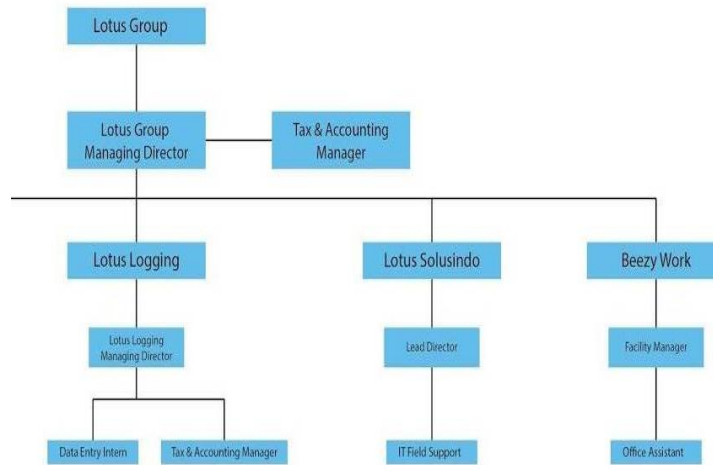 Lotus Group
Lotus Group
Managing Director
Tax & Accounting
Manager
Lotus Logging
Lotus Solusindo
Beezy Work
Lotus Logging
Managing Director
Lead Director
Facility Manager
Data Entry Intern
Tax & Accounting Manager
IT Field Support
Office Assistant